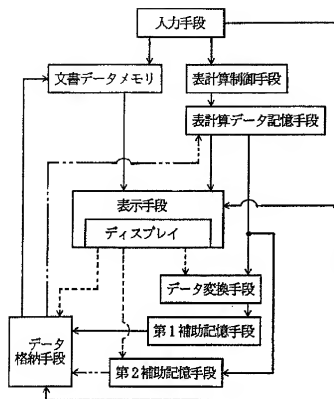 入力手段
文書データメモリ
表計算制御手段
表計算データ記憶手段
表示手段
ディスプレイ
データ変換手段
データ
格納手段
第1補助記憶手段
第2補助記憶手段